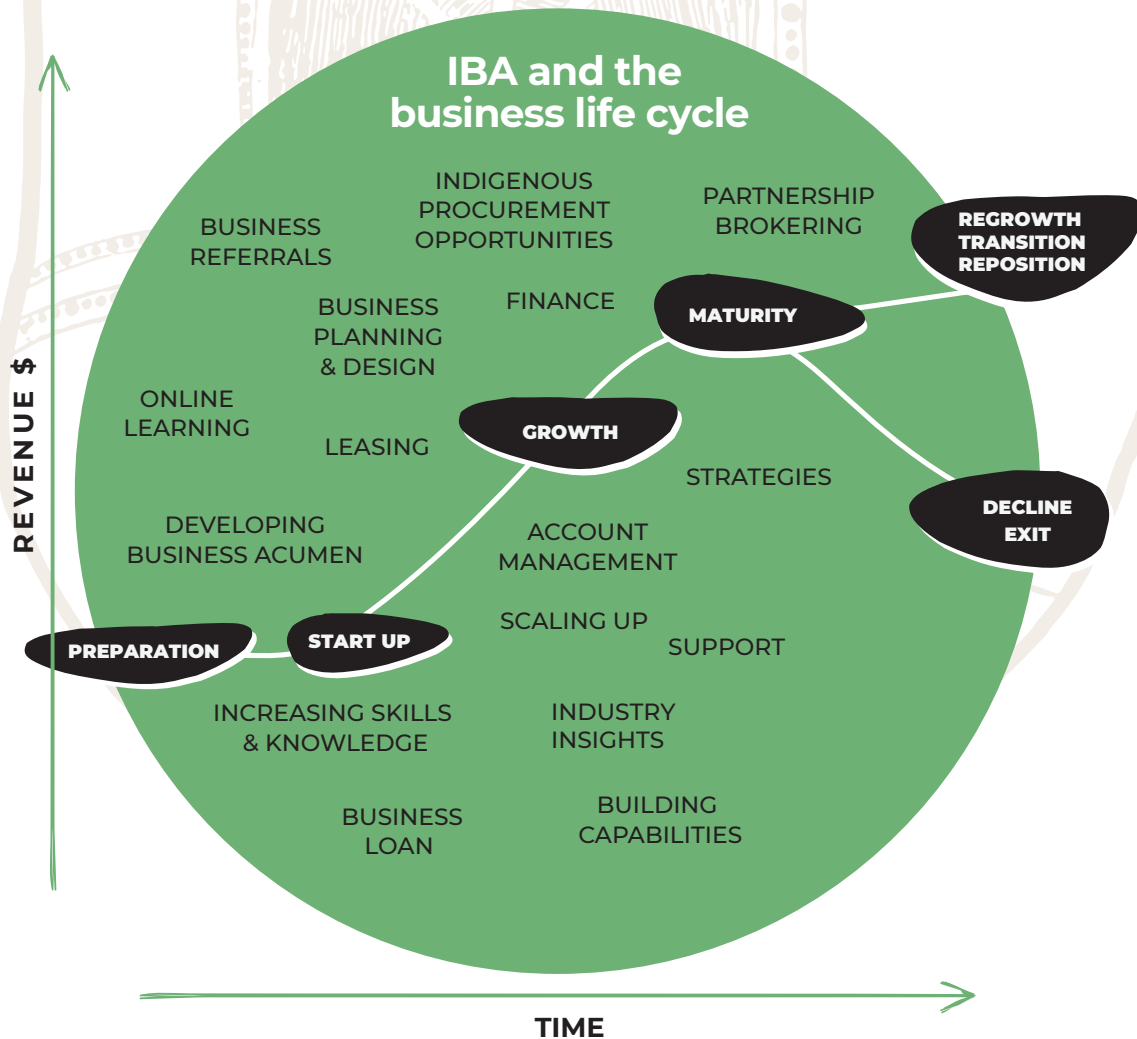 IBA and the
business life cycle
INDIGENOUS
PROCUREMENT
OPPORTUNITIES
PARTNERSHIP
BROKERING
BUSINESS
REFERRALS
REGROWTH
TRANSITION
REPOSITION
BUSINESS
PLANNING
& DESIGN
FINANCE
MATURITY
REVENUE $
ONLINE
LEARNING
LEASING
GROWTH
STRATEGIES
DEVELOPING
BUSINESS ACUMEN
ACCOUNT
MANAGEMENT
DECLINE
EXIT
SCALING UP
SUPPORT
PREPARATION
START UP
INCREASING SKILLS
& KNOWLEDGE
INDUSTRY
INSIGHTS
BUSINESS
LOAN
BUILDING
CAPABILITIES
TIME